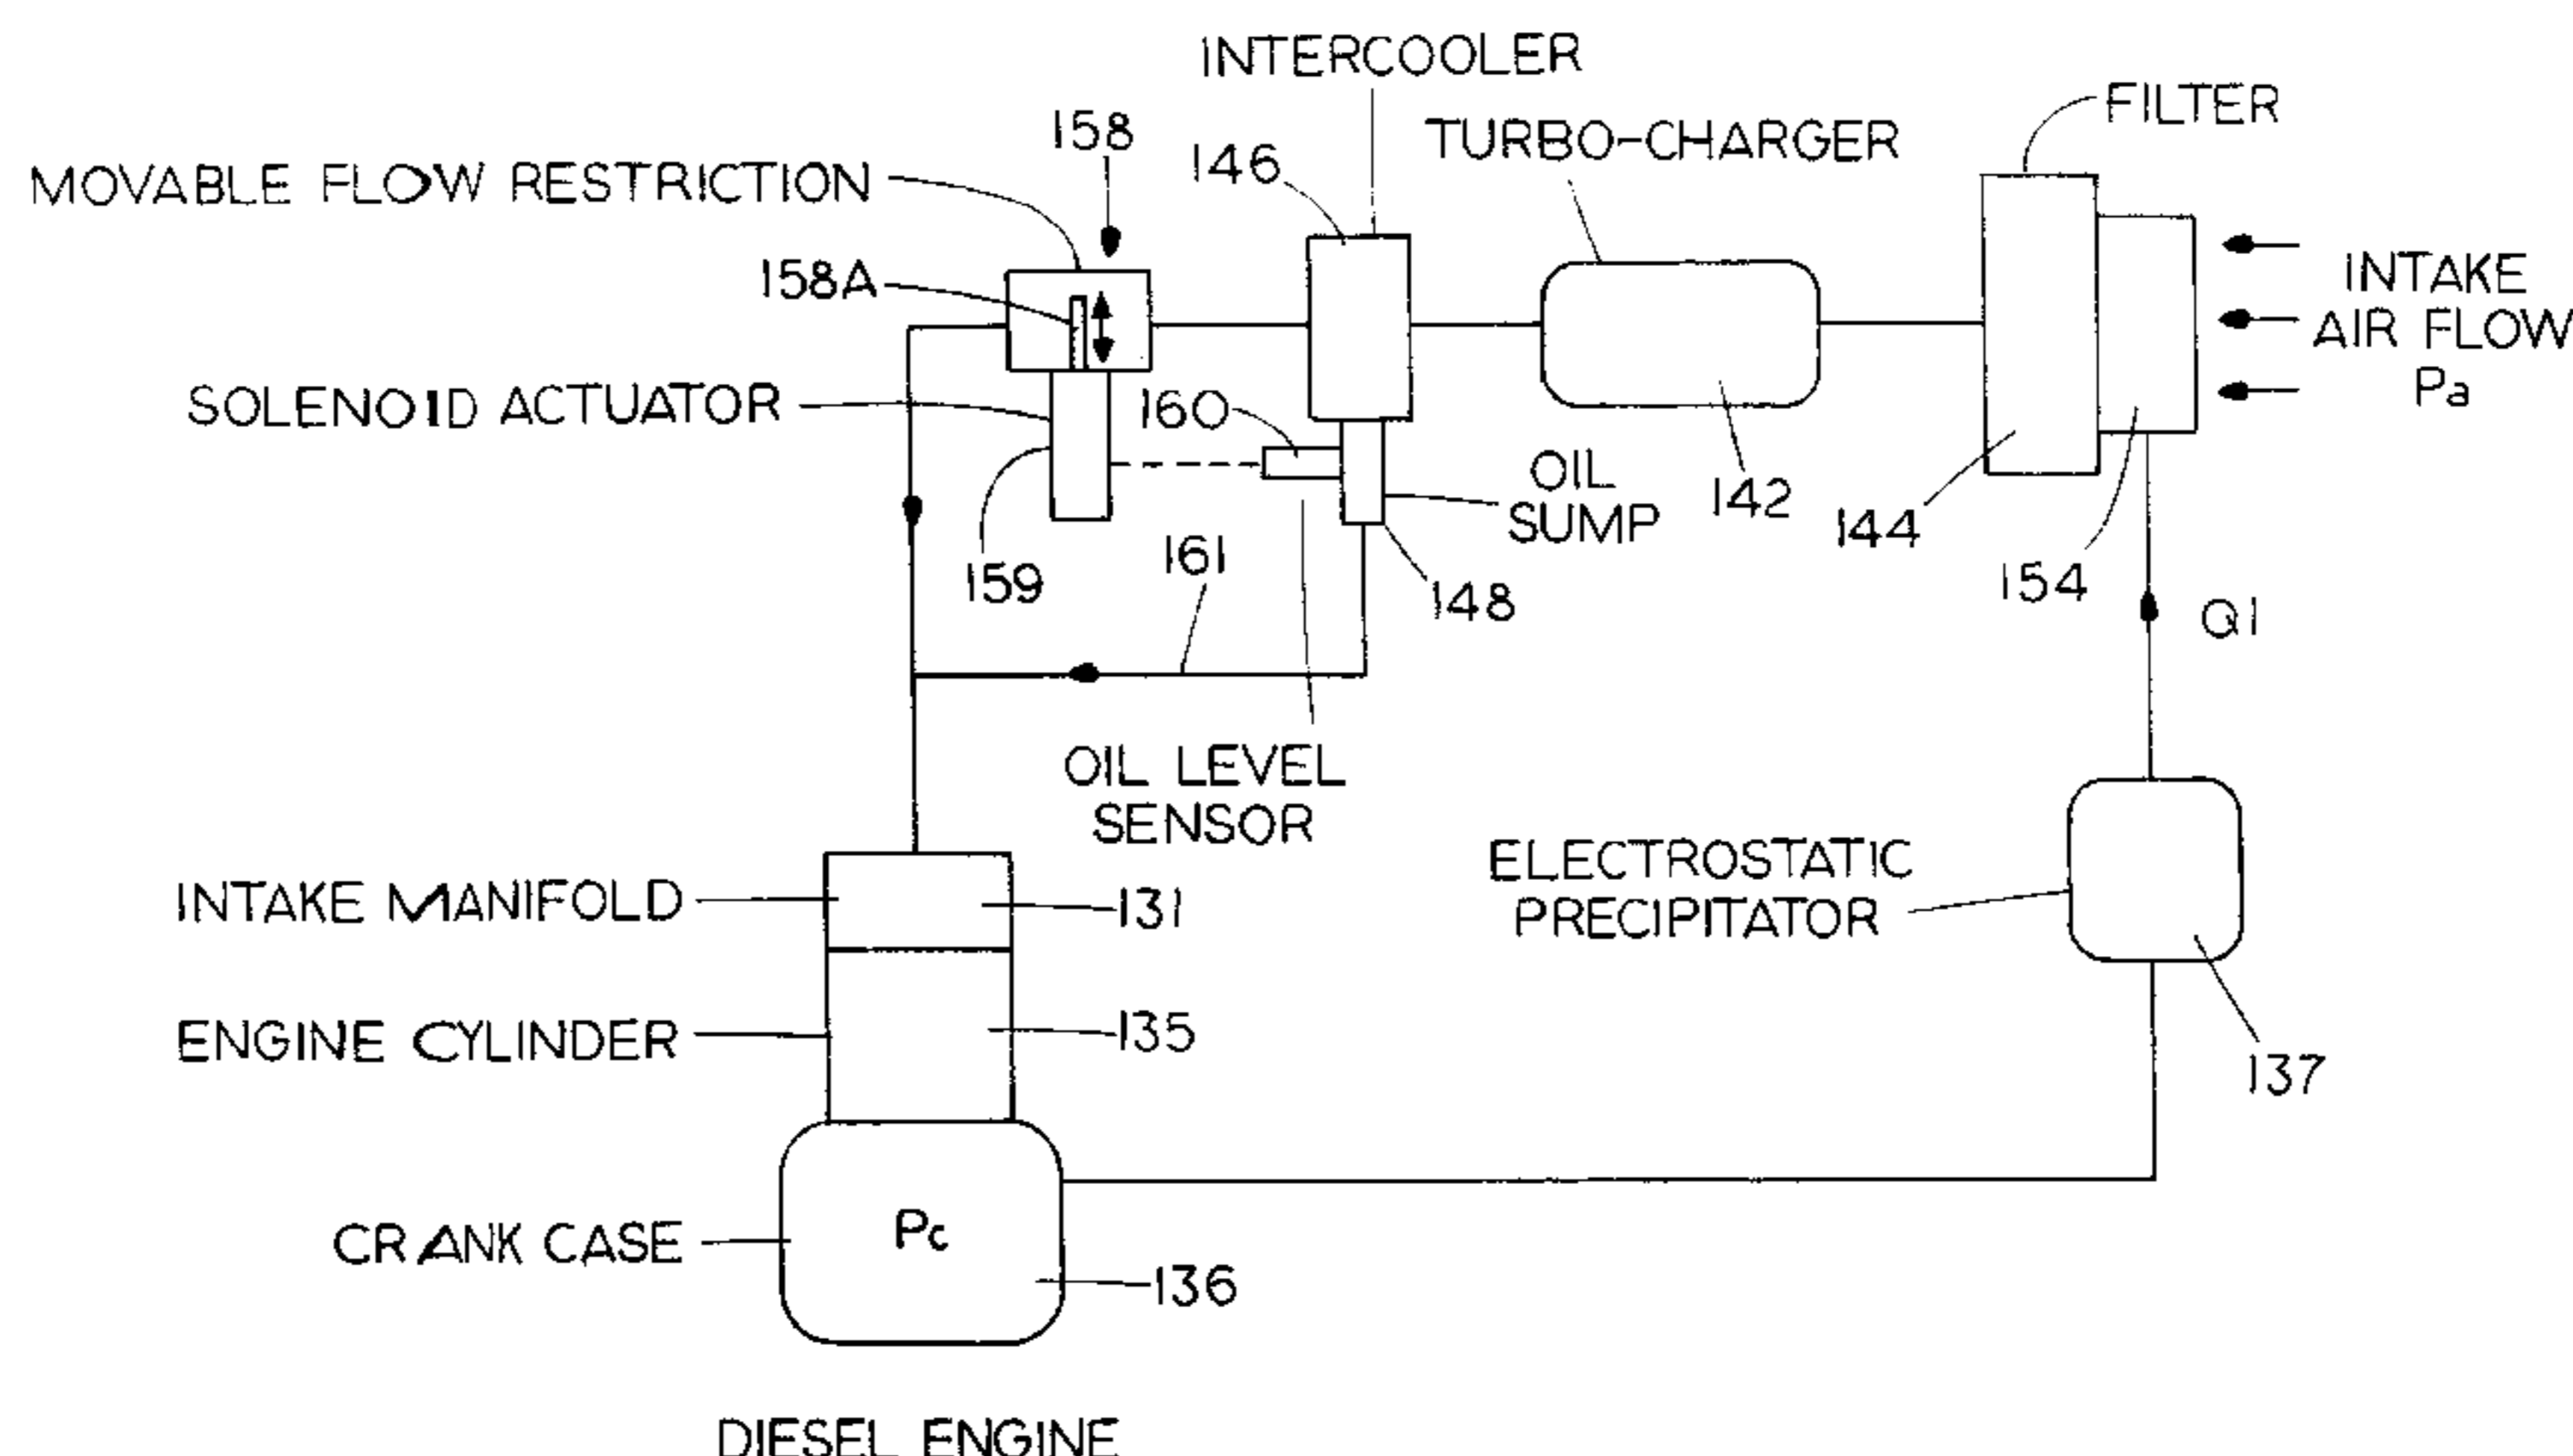 INTERCOOLER
FILTER
158
TURBO-CHARGER
146
MOVABLE FLOW RESTRICTION
158A
INTAKE
AIR FLOW
Pa
SOLENOID ACTUATOR
160
OIL
SUMP
142
144
159
161
148
154
Q1
OIL LEVEL
SENSOR
ELECTROSTATIC
PRECIPITATOR
INTAKE MANIFOLD
131
ENGINE CYLINDER
135
137
CRANK CASE
Pc
136
DIESEL ENGINE